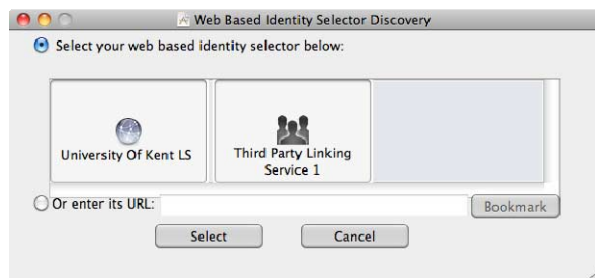 Web Based Identity Selector Discovery
Select your web based identity selector below:
University Of Kent LS
Third Party Linking
Service 1
Or enter its URL:
Bookmark
Select
Cancel